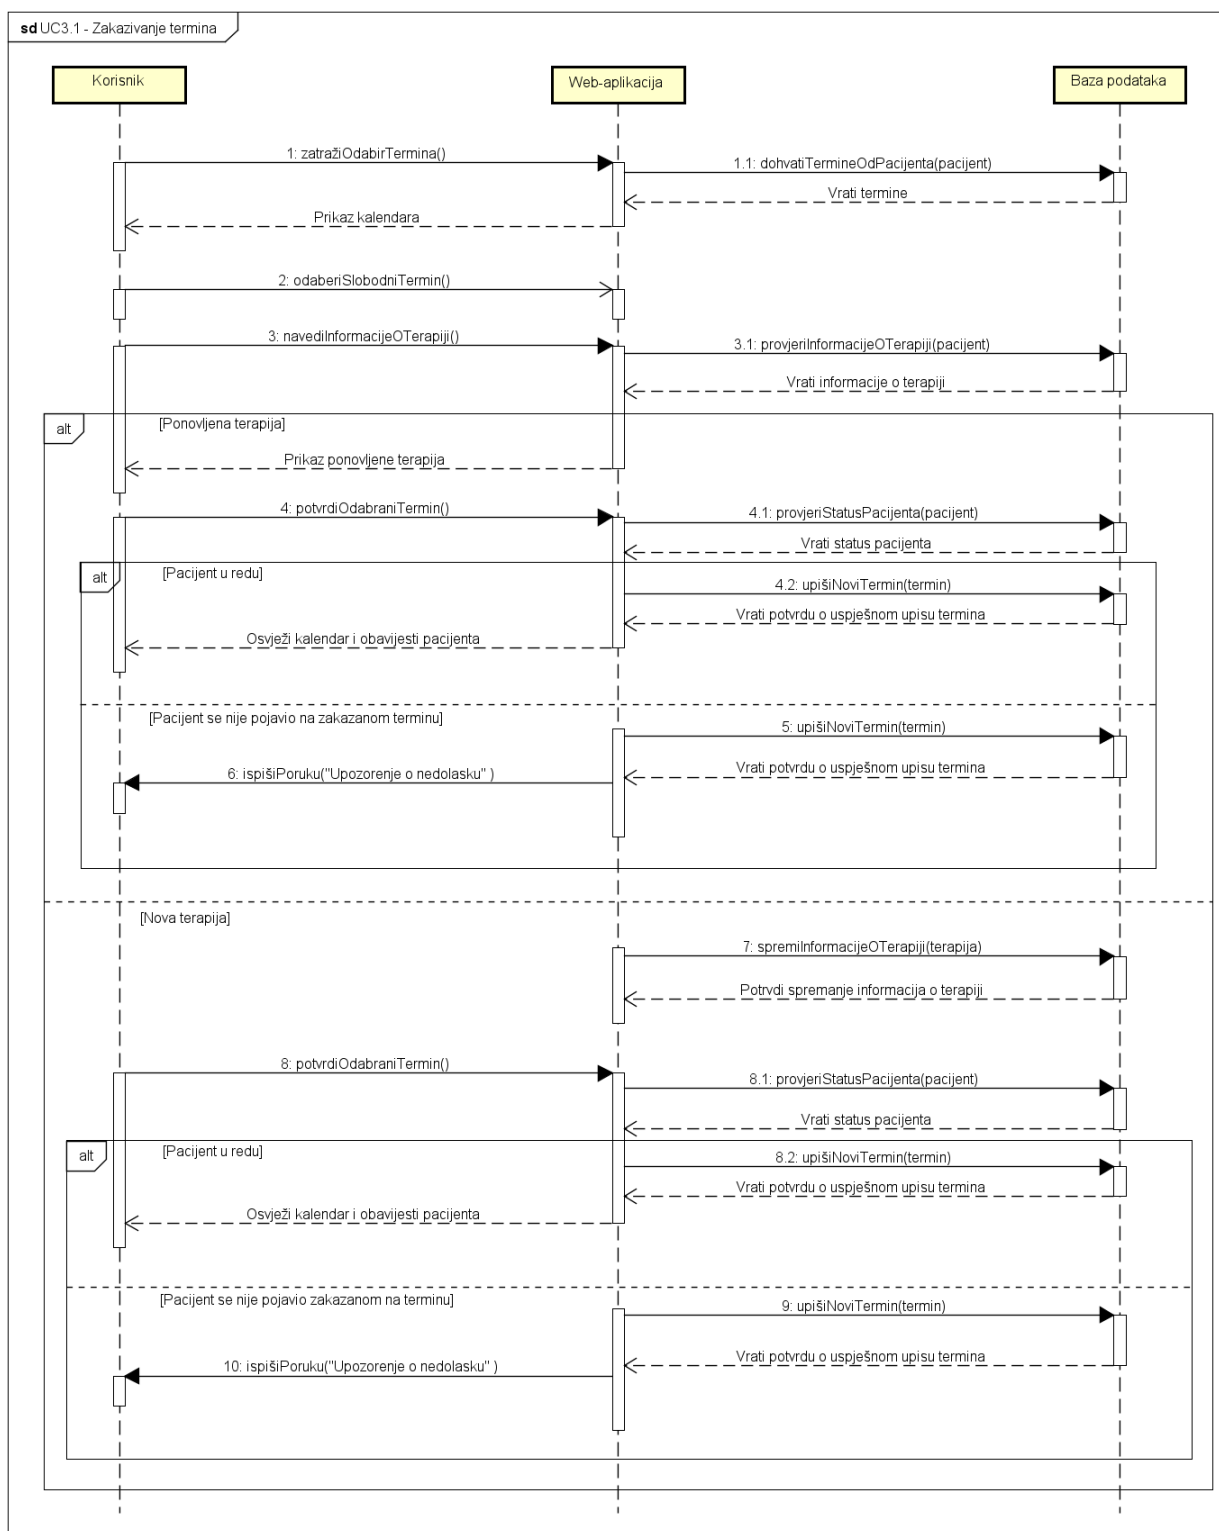 sd UC3.1 - Zakazivanje termina
Korisnik
Web-aplikacija
Baza podataka
1: zatražiOdabirTermina()
1.1: dohvatiTermineOdPacijenta(pacijent)
Vrati termine
Prikaz kalendara
2: odaberiSlobodniTermin()
3: navediInformacijeOTerapiji()
3.1: provjeriInformacijeOTerapiji(pacijent)
Vrati informacije o terapiji
alt
[Ponovljena terapija]
Prikaz ponovljene terapija
4: potvrdiOdabraniTermin()
4.1: provjeriStatusPacijenta(pacijent)
Vrati status pacijenta
alt
[Pacijent u redu]
4.2: upišiNoviTermin(termin)
Vrati potvrdu o uspješnom upisu termina
Osvježi kalendar i obavijesti pacijenta
[Pacijent se nije pojavio na zakazanom terminu]
5: upišiNoviTermin(termin)
Vrati potvrdu o uspješnom upisu termina
6: ispišiPoruku("Upozorenje o nedolasku" )
[Nova terapija]
7: spremiInformacijeOTerapiji(terapija)
Potrvdi spremanje informacija o terapiji
8: potvrdiOdabraniTermin()
8.1: provjeriStatusPacijenta(pacijent)
Vrati status pacijenta
alt
[Pacijent u redu]
8.2: upišiNoviTermin(termin)
Vrati potvrdu o uspješnom upisu termina
Osvježi kalendar i obavijesti pacijenta
[Pacijent se nije pojavio zakazanom na terminu]
9: upišiNoviTermin(termin)
Vrati potvrdu o uspješnom upisu termina
10: ispišiPoruku("Upozorenje o nedolasku" )